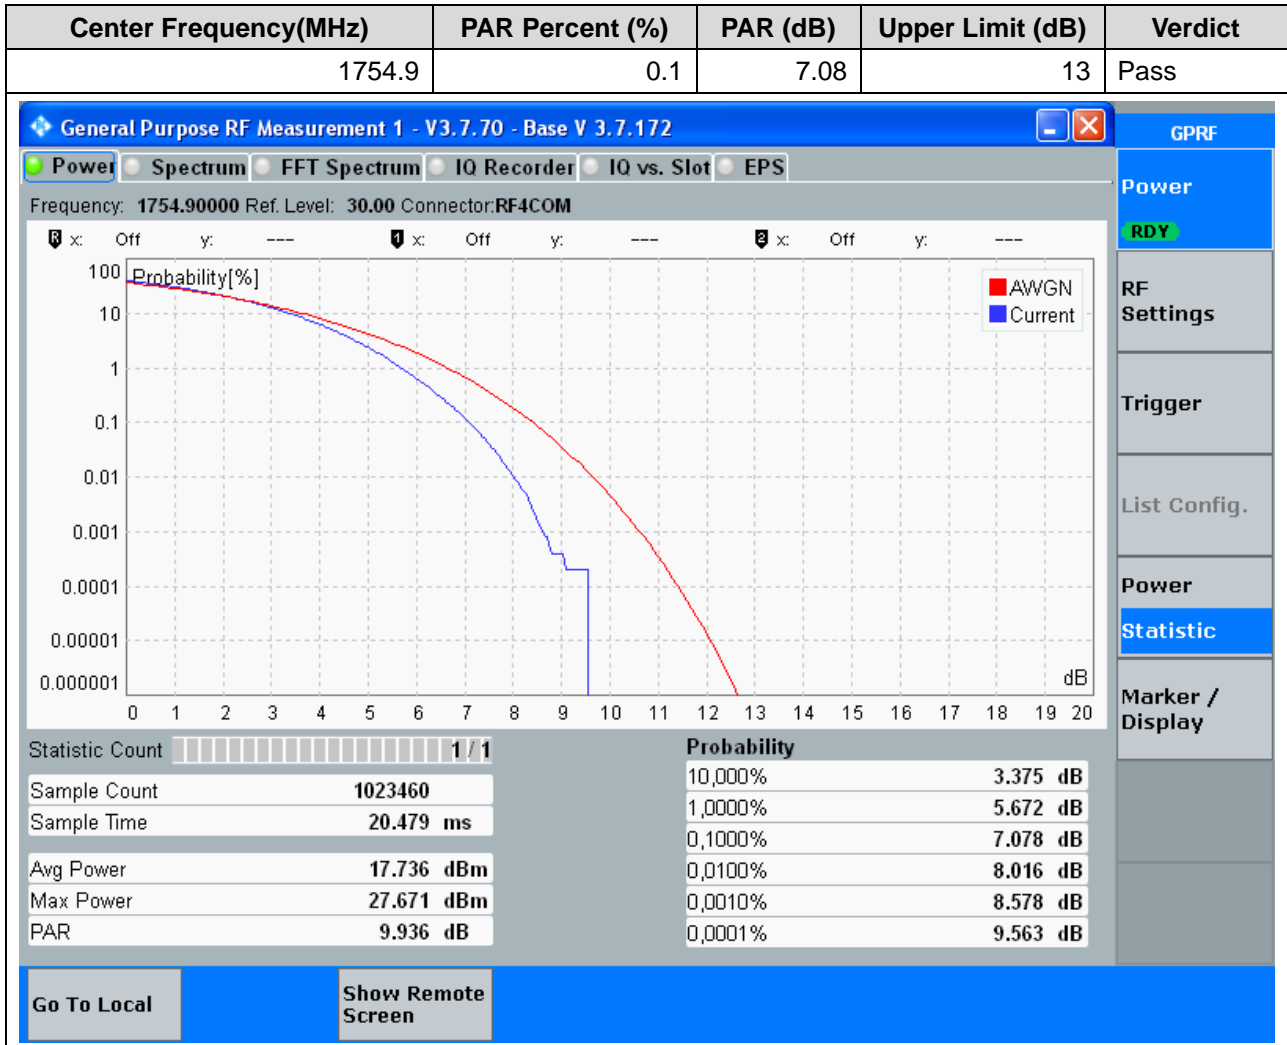 Center Frequency(MHz) PAR Percent (%) PAR (dB) Upper Limit (dB) Verdict
1754.9 0.1 7.08 13 Pass
General Purpose RF Measurement 1 - V3.7.70 - Base V 3.7.172
GPRF
Power Spectrum FFT Spectrum IQ Recorder IQ vs. Slot EPS
Power
RDY
Frequency: 1754.90000 Ref. Level: 30.00 Connector:RF4COM
R x: Off y: --- 1 x: Off y: --- 2 x: Off y: ---
Probability[%]
AWGN
Current
100
10
1
0.1
0.01
0.001
0.0001
0.00001
0.000001
dB
0 1 2 3 4 5 6 7 8 9 10 11 12 13 14 15 16 17 18 19 20
RF
Settings
Trigger
List Config.
Power
Statistic
Marker /
Display
Statistic Count 1 / 1
Sample Count 1023460
Sample Time 20.479 ms
Avg Power 17.736 dBm
Max Power 27.671 dBm
PAR 9.936 dB
Probability
10,000% 3.375 dB
1,0000% 5.672 dB
0,1000% 7.078 dB
0,0100% 8.016 dB
0,0010% 8.578 dB
0,0001% 9.563 dB
Go To Local
Show Remote
Screen